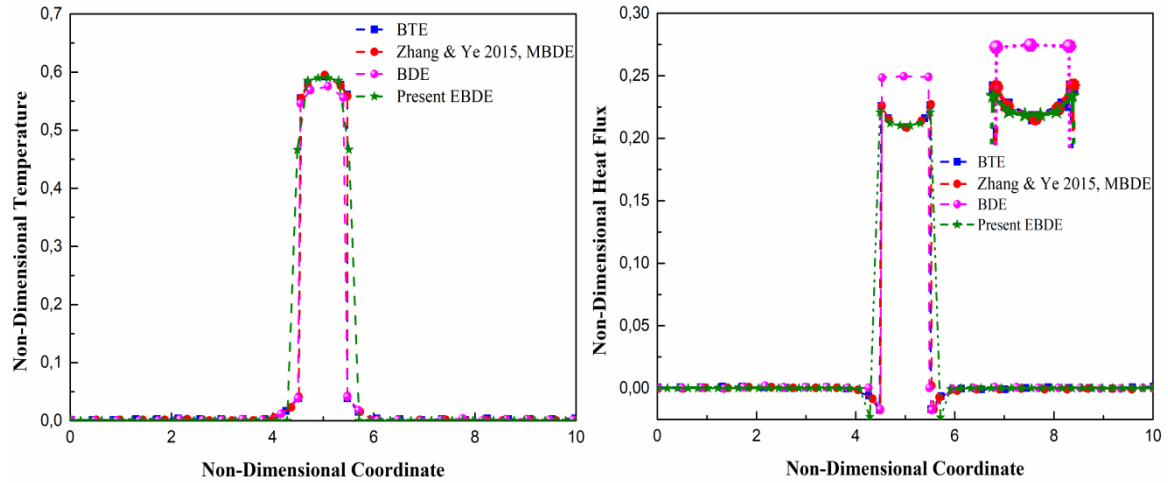 0,7
0,6
0,5
0,4
0,3
0,2
0,1
0,0
Non-Dimensional Temperature
BTE
Zhang & Ye 2015, MBDE
BDE
Present EBDE
0 2 4 6 8 10
Non-Dimensional Coordinate
0,30
0,25
0,20
0,15
0,10
0,05
0,00
Non-Dimensional Heat Flux
BTE
Zhang & Ye 2015, MBDE
BDE
Present EBDE
0 2 4 6 8 10
Non-Dimensional Coordinate